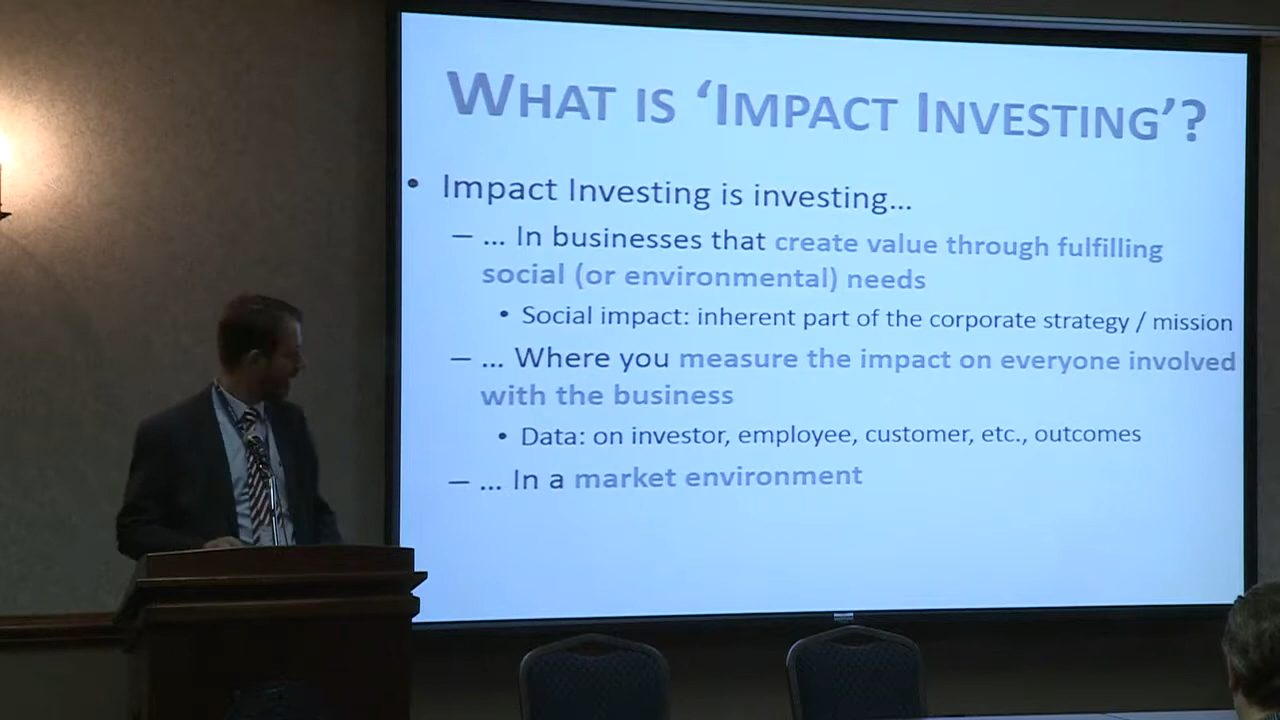 WHAT IS ‘IMPACT INVESTING’?
• Impact Investing is investing…
– … In businesses that create value through fulfilling
social (or environmental) needs
• Social impact: inherent part of the corporate strategy / mission
– … Where you measure the impact on everyone involved
with the business
• Data: on investor, employee, customer, etc., outcomes
– … In a market environment